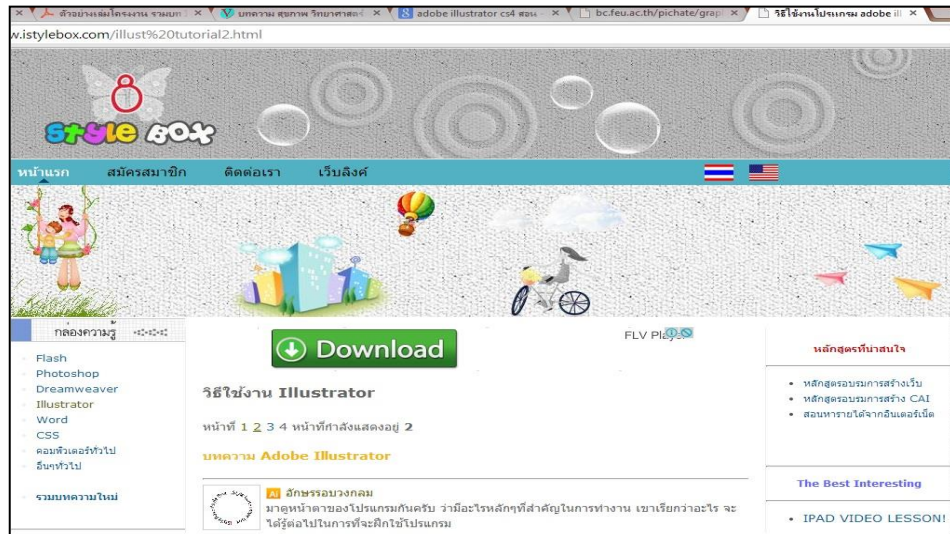 ตัวอย่างเล่มโครงงาน รวมบท
บทความ สุขภาพ วิทยาศาสตร์
adobe illustrator cs4 สอน -
bc.feu.ac.th/pichate/grap
วิธีใช้งานโปรแกรม adobe ill
w.istylebox.com/illust%20tutorial2.html
8
Style Box
หน้าแรก สมัครสมาชิก ติดต่อเรา เว็บลิงค์
กล่องความรู้
Flash
Photoshop
Dreamweaver
Illustrator
Word
CSS
คอมพิวเตอร์ทั่วไป
อื่นๆทั่วไป
รวมบทความใหม่
Download
FLV Player
วิธีใช้งาน Illustrator
หน้าที่ 1 2 3 4 หน้าที่กำลังแสดงอยู่ 2
บทความ Adobe Illustrator
Ai อักษรรอบวงกลม
มาดูหน้าตาของโปรแกรมกันครับ ว่ามีอะไรหลักๆที่สำคัญในการทำงาน เขาเรียกว่าอะไร จะ
ได้รู้ต่อไปในการที่จะฝึกใช้โปรแกรม
หลักสูตรที่น่าสนใจ
หลักสูตรอบรมการสร้างเว็บ
หลักสูตรอบรมการสร้าง CAI
สอนหารายได้จากอินเตอร์เน็ต
The Best Interesting
IPAD VIDEO LESSON!